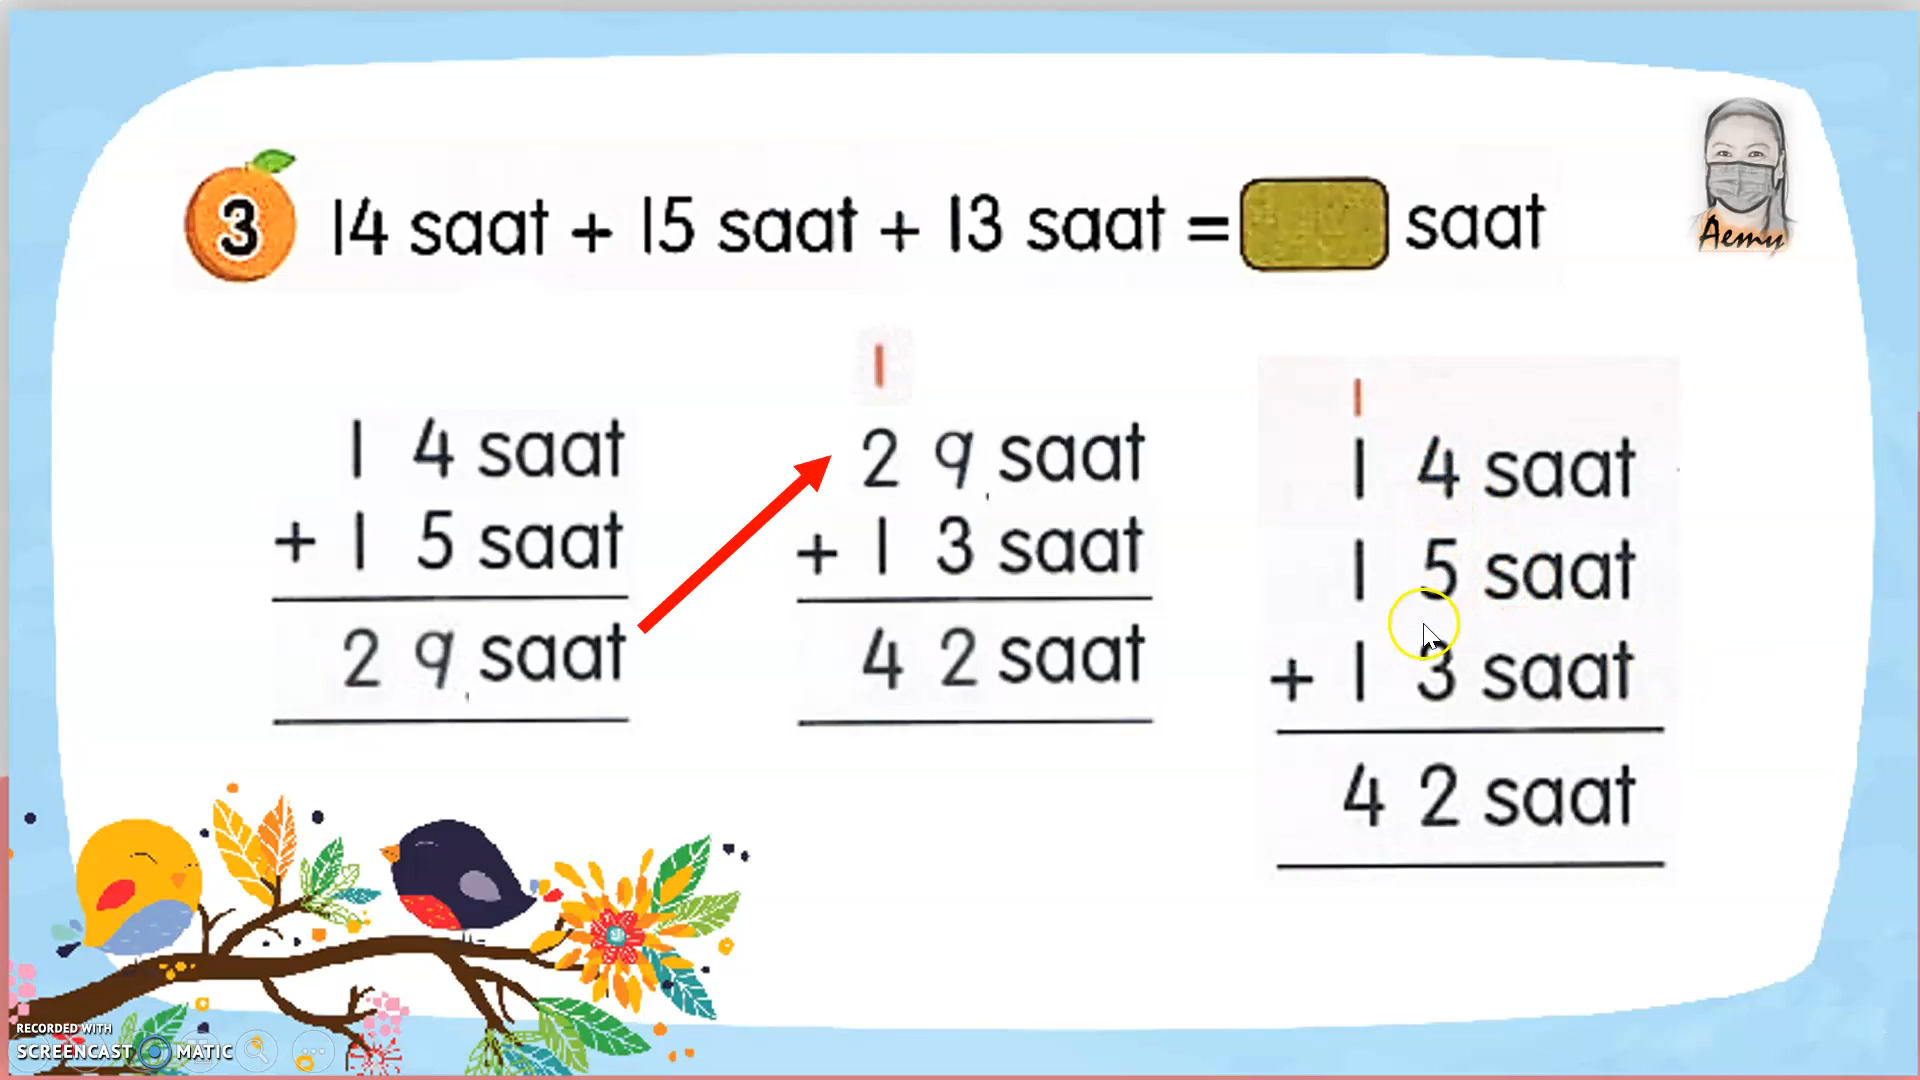 3 14 saat + 15 saat + 13 saat = saat
Aemy
1 4 saat
+ 1 5 saat
2 9 saat
1
2 9 saat
+ 1 3 saat
4 2 saat
1
1 4 saat
1 5 saat
+ 1 3 saat
4 2 saat
RECORDED WITH
SCREENCAST MATIC